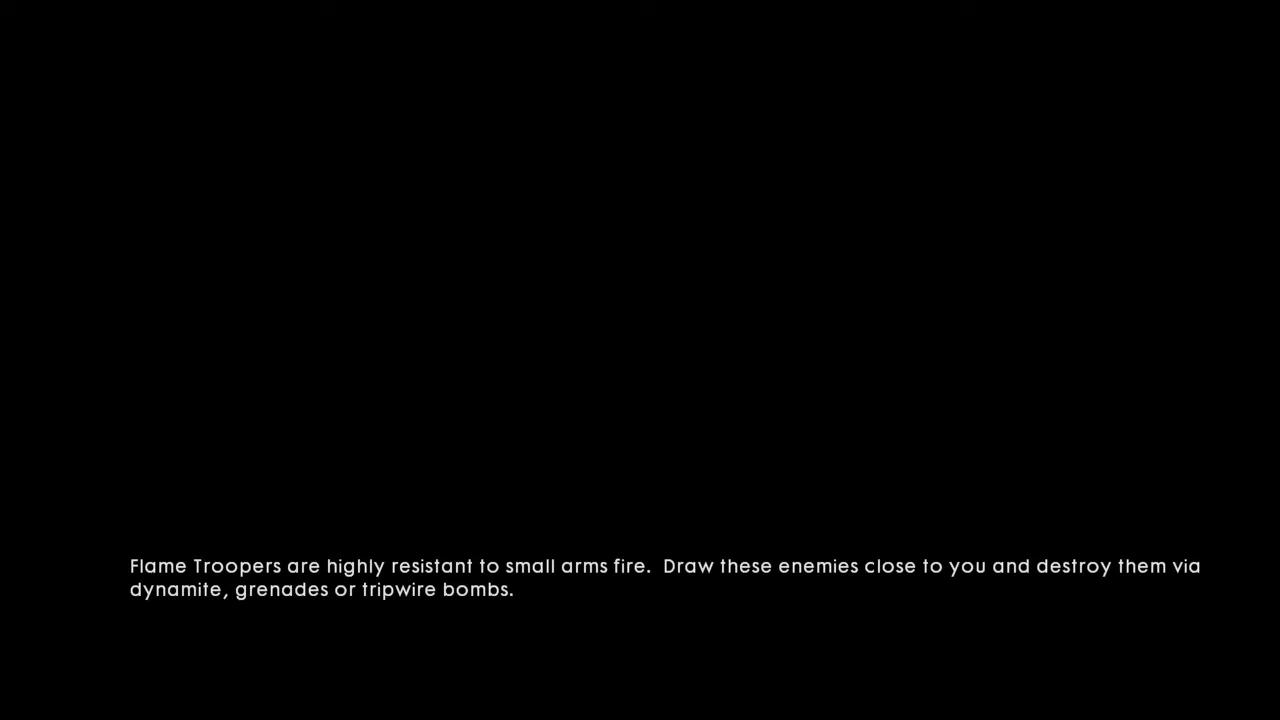 Flame Troopers are highly resistant to small arms fire.  Draw these enemies close to you and destroy them via
dynamite, grenades or tripwire bombs.